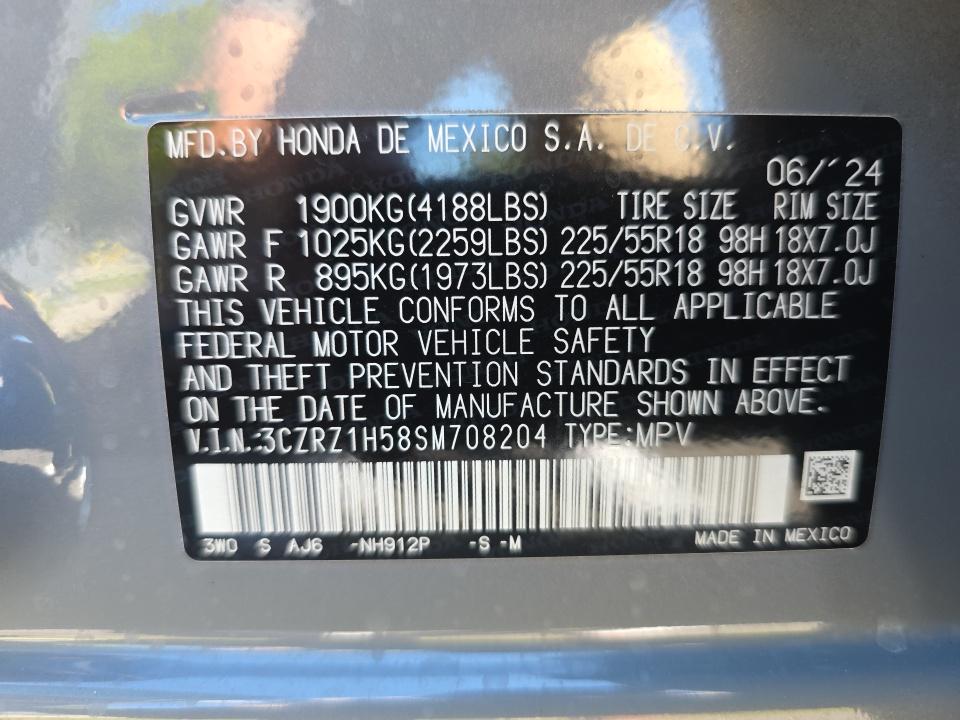 MFD.BY HONDA DE MEXICO S.A. DE C.V.
06/´24
GVWR 1900KG(4188LBS) TIRE SIZE RIM SIZE
GAWR F 1025KG(2259LBS) 225/55R18 98H 18X7.0J
GAWR R 895KG(1973LBS) 225/55R18 98H 18X7.0J
THIS VEHICLE CONFORMS TO ALL APPLICABLE
FEDERAL MOTOR VEHICLE SAFETY
AND THEFT PREVENTION STANDARDS IN EFFECT
ON THE DATE OF MANUFACTURE SHOWN ABOVE.
V.I.N.:3CZRZ1H58SM708204 TYPE:MPV
3W0 S AJ6 -NH912P -S -M MADE IN MEXICO